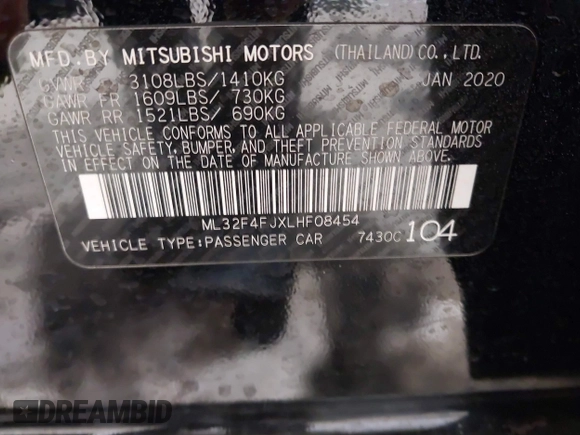 MFD.BY MITSUBISHI MOTORS (THAILAND) CO.,LTD.
GVWR 3108LBS/1410KG JAN 2020
GAWR FR 1609LBS/ 730KG
GAWR RR 1521LBS/ 690KG
THIS VEHICLE CONFORMS TO ALL APPLICABLE FEDERAL MOTOR
VEHICLE SAFETY, BUMPER, AND THEFT PREVENTION STANDARDS
IN EFFECT ON THE DATE OF MANUFACTURE SHOWN ABOVE.
ML32F4FJXLHF08454
VEHICLE TYPE:PASSENGER CAR 7430C 104
DREAMBID